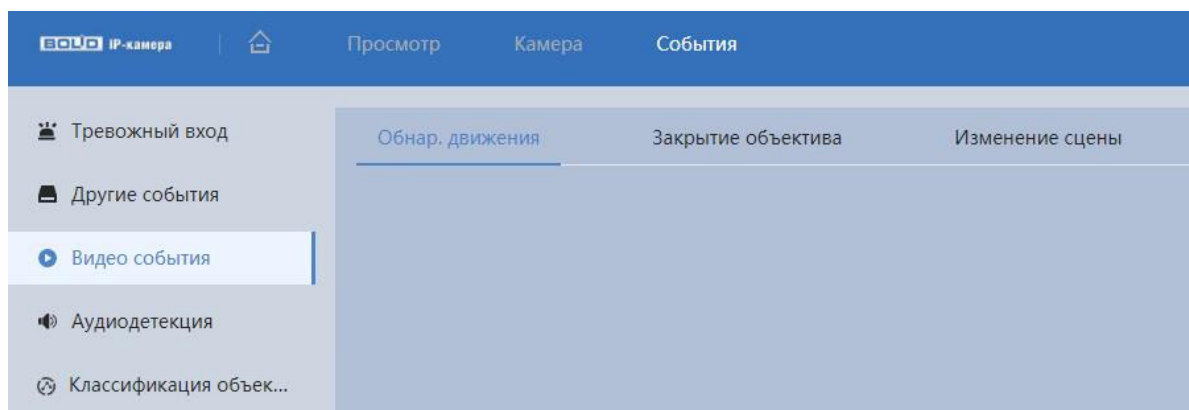 BOLID IP-камера Просмотр Камера События
Тревожный вход
Обнар. движения Закрытие объектива Изменение сцены
Другие события
Видео события
Аудиодетекция
Классификация объек...